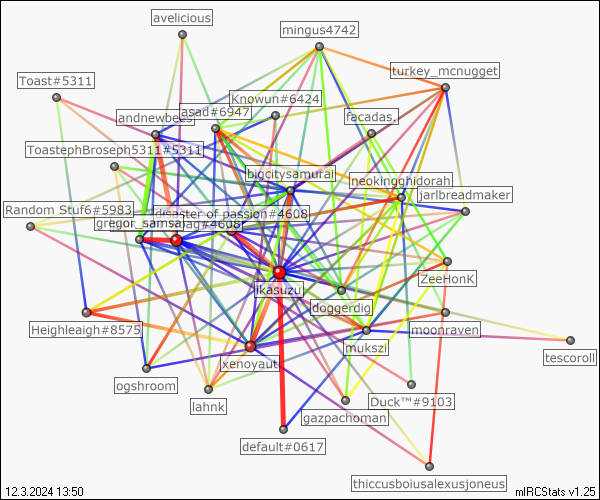 avelicious
mingus4742
turkey_mcnugget
Toast#5311
Knowun#6424
asad#6947
andnewbees
facadas.
ToastephBroseph5311#5311
bigcitysamurai
neokingghidorah
jarlbreadmaker
Random Stuf6#5983
disaster of passion#4608
gregor_samsa
ikasuzu
ZeeHonK
doggerdig
Heighleaigh#8575
moonraven
mukszi
tescoroll
xenoyaut
ogshroom
lahnk
Duck™#9103
gazpachoman
default#0617
thiccusboiusalexusjoneus
12.3.2024 13:50
mIRCStats v1.25